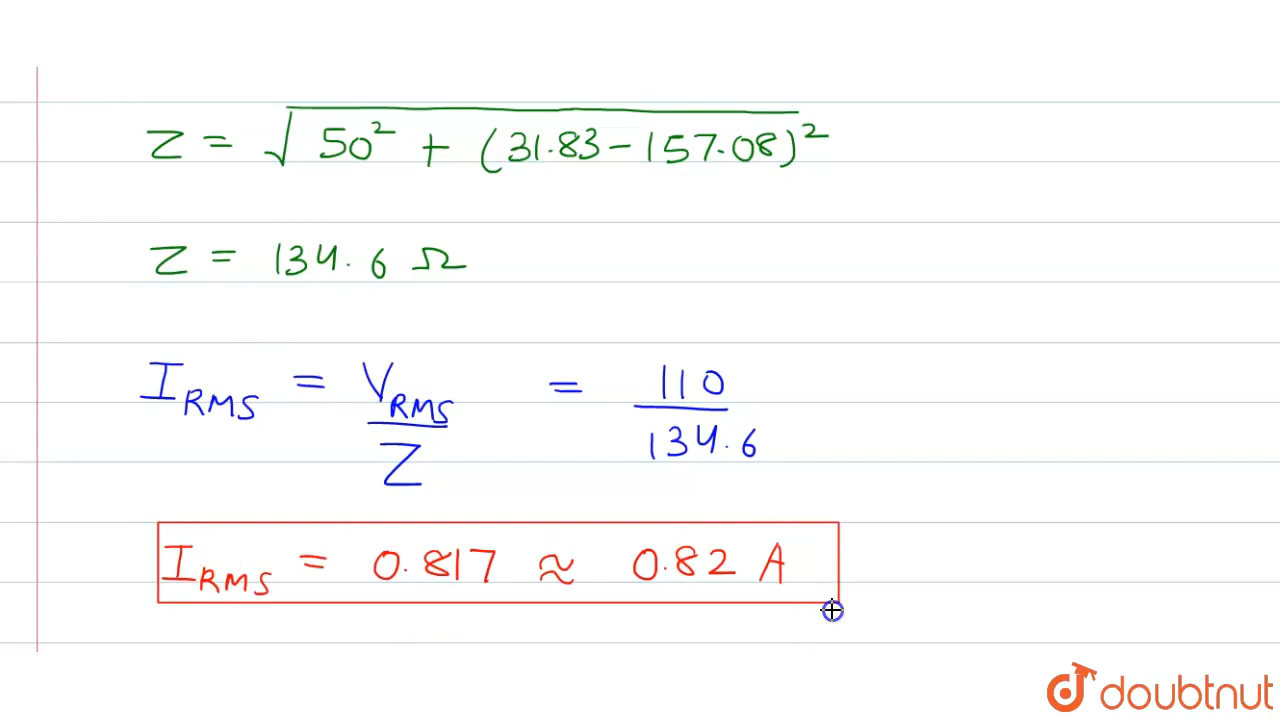 Z = √50² + (31.83 - 157.08)²
Z = 134.6 Ω
I_RMS = V_RMS/Z = 110/134.6
I_RMS = 0.817 ≈ 0.82 A
doubtnut